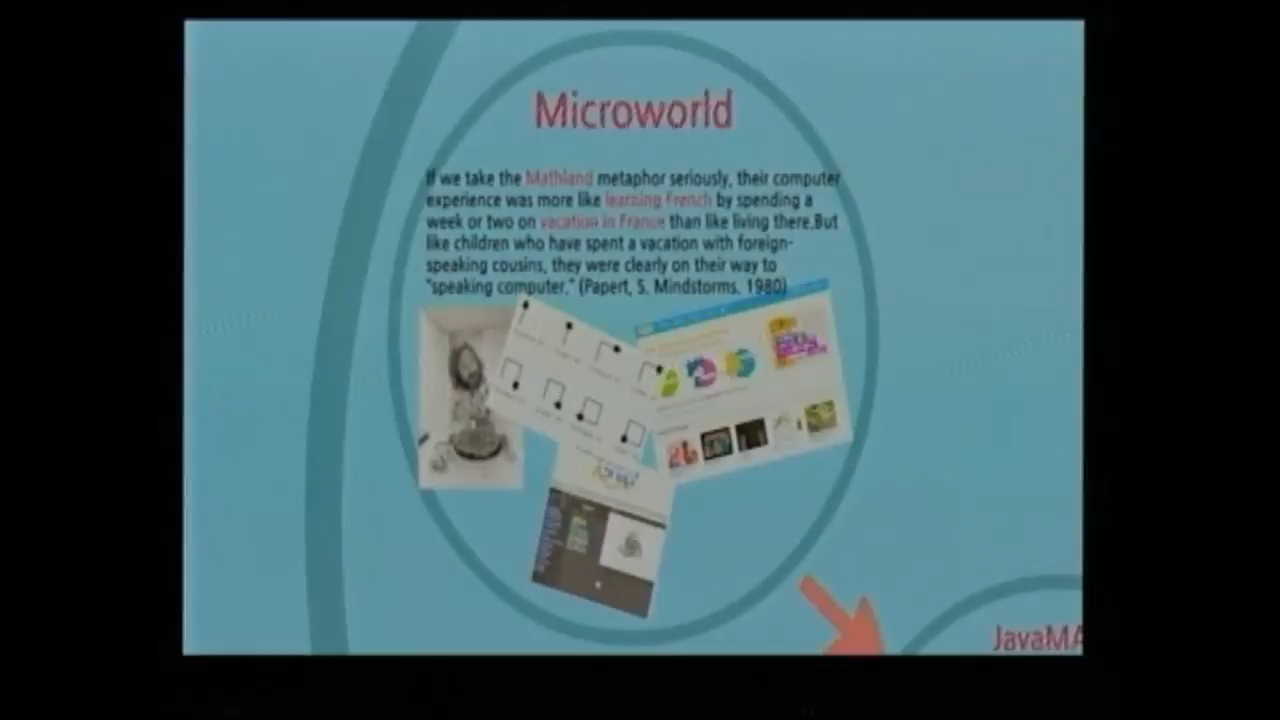 Microworld
If we take the Mathland metaphor seriously, their computer
experience was more like learning French by spending a
week or two on vacation in France than like living there.But
like children who have spent a vacation with foreign-
speaking cousins, they were clearly on their way to
"speaking computer." (Papert, S. Mindstorms. 1980)
JavaMA